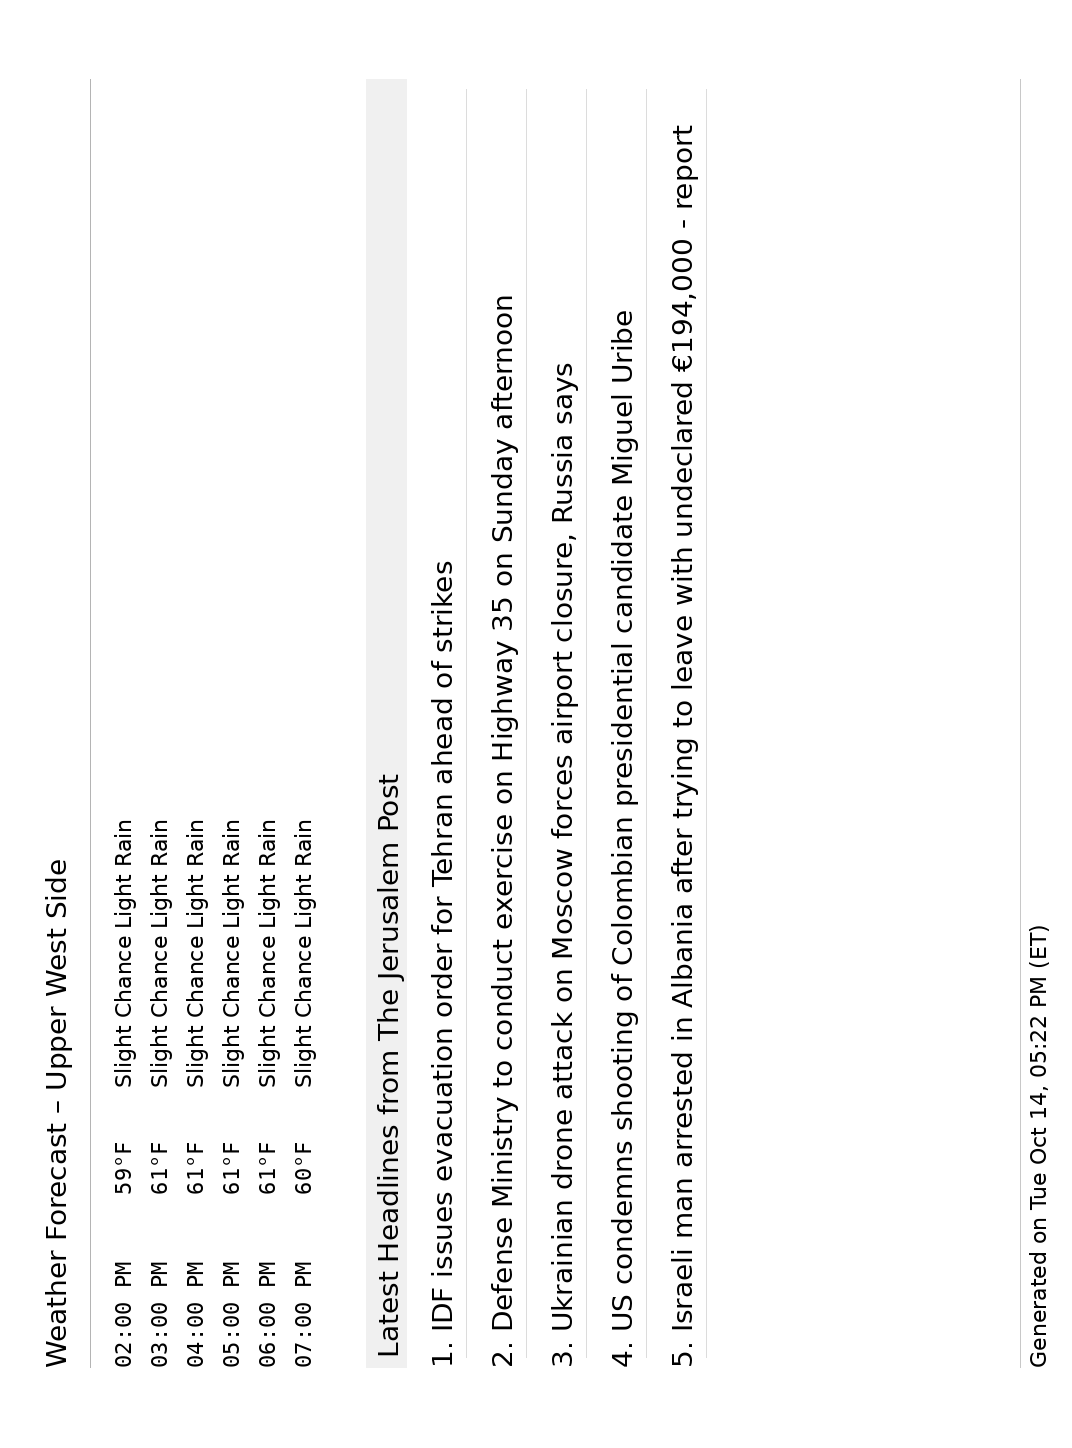 Weather Forecast – Upper West Side
02:00 PM 59°F Slight Chance Light Rain
03:00 PM 61°F Slight Chance Light Rain
04:00 PM 61°F Slight Chance Light Rain
05:00 PM 61°F Slight Chance Light Rain
06:00 PM 61°F Slight Chance Light Rain
07:00 PM 60°F Slight Chance Light Rain
Latest Headlines from The Jerusalem Post
1. IDF issues evacuation order for Tehran ahead of strikes
2. Defense Ministry to conduct exercise on Highway 35 on Sunday afternoon
3. Ukrainian drone attack on Moscow forces airport closure, Russia says
4. US condemns shooting of Colombian presidential candidate Miguel Uribe
5. Israeli man arrested in Albania after trying to leave with undeclared €194,000 - report
Generated on Tue Oct 14, 05:22 PM (ET)